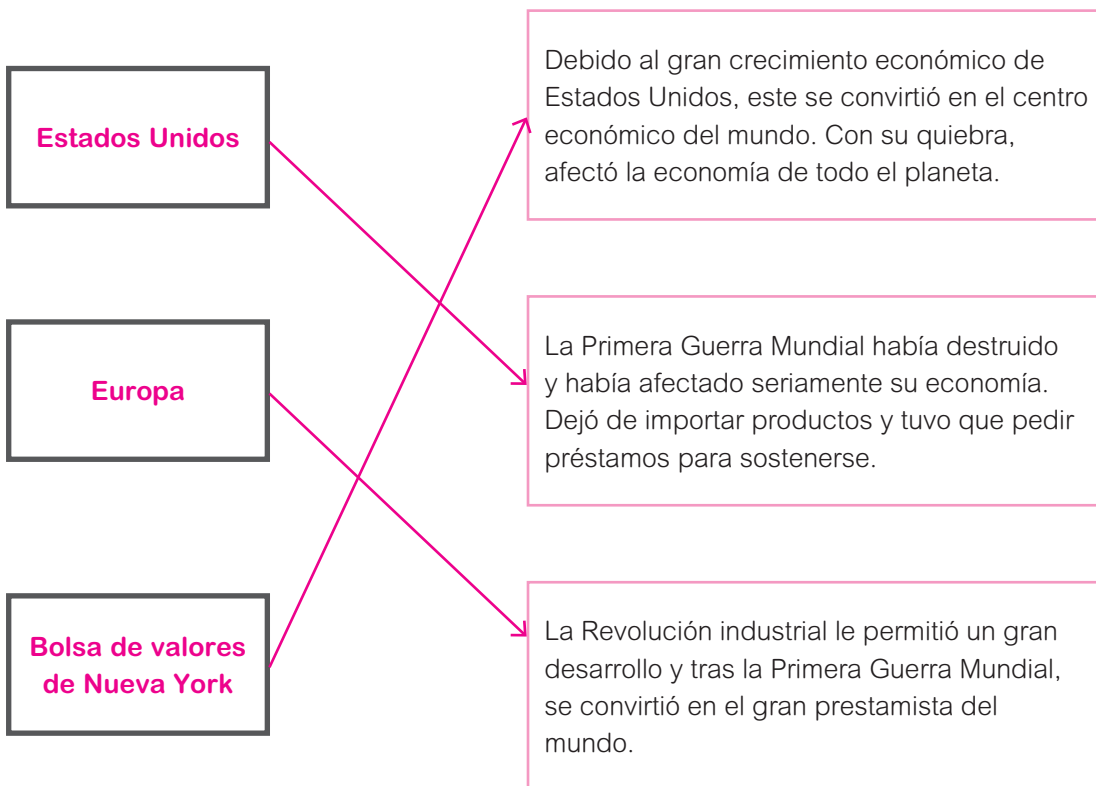 Estados Unidos
Debido al gran crecimiento económico de
Estados Unidos, este se convirtió en el centro
económico del mundo. Con su quiebra,
afectó la economía de todo el planeta.
Europa
La Primera Guerra Mundial había destruido
y había afectado seriamente su economía.
Dejó de importar productos y tuvo que pedir
préstamos para sostenerse.
Bolsa de valores
de Nueva York
La Revolución industrial le permitió un gran
desarrollo y tras la Primera Guerra Mundial,
se convirtió en el gran prestamista del
mundo.